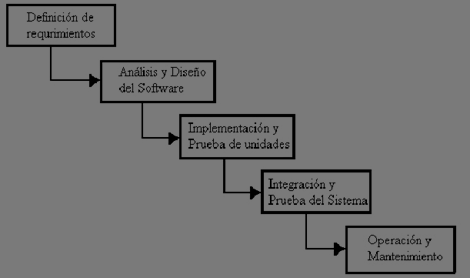 Definición de
requrimientos
Análisis y Diseño
del Software
Implementación y
Prueba de unidades
Integración y
Prueba del Sistema
Operación y
Mantenimiento